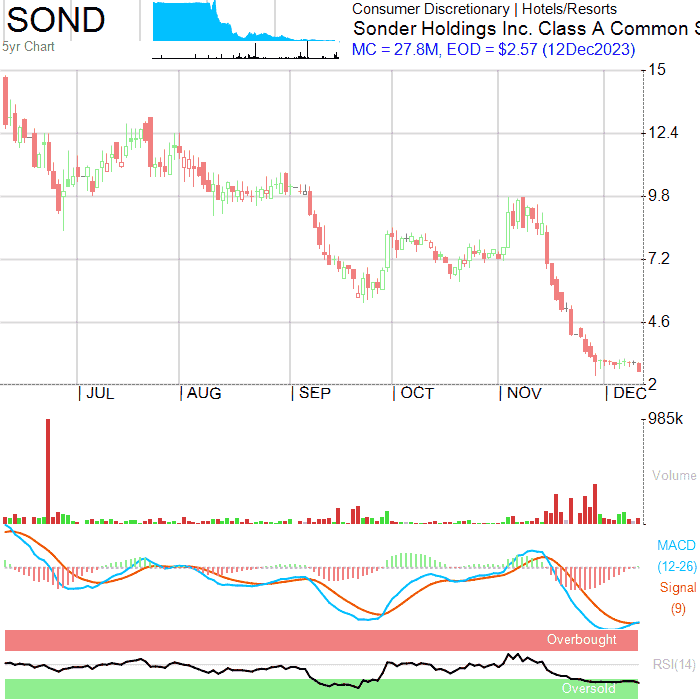 SOND
5yr Chart
Consumer Discretionary | Hotels/Resorts
Sonder Holdings Inc. Class A Common S
MC = 27.8M, EOD = $2.57 (12Dec2023)
15
12.4
9.8
7.2
4.6
2
JUL
AUG
SEP
OCT
NOV
DEC
985k
Volume
MACD
(12-26)
Signal
(9)
Overbought
RSI(14)
Oversold